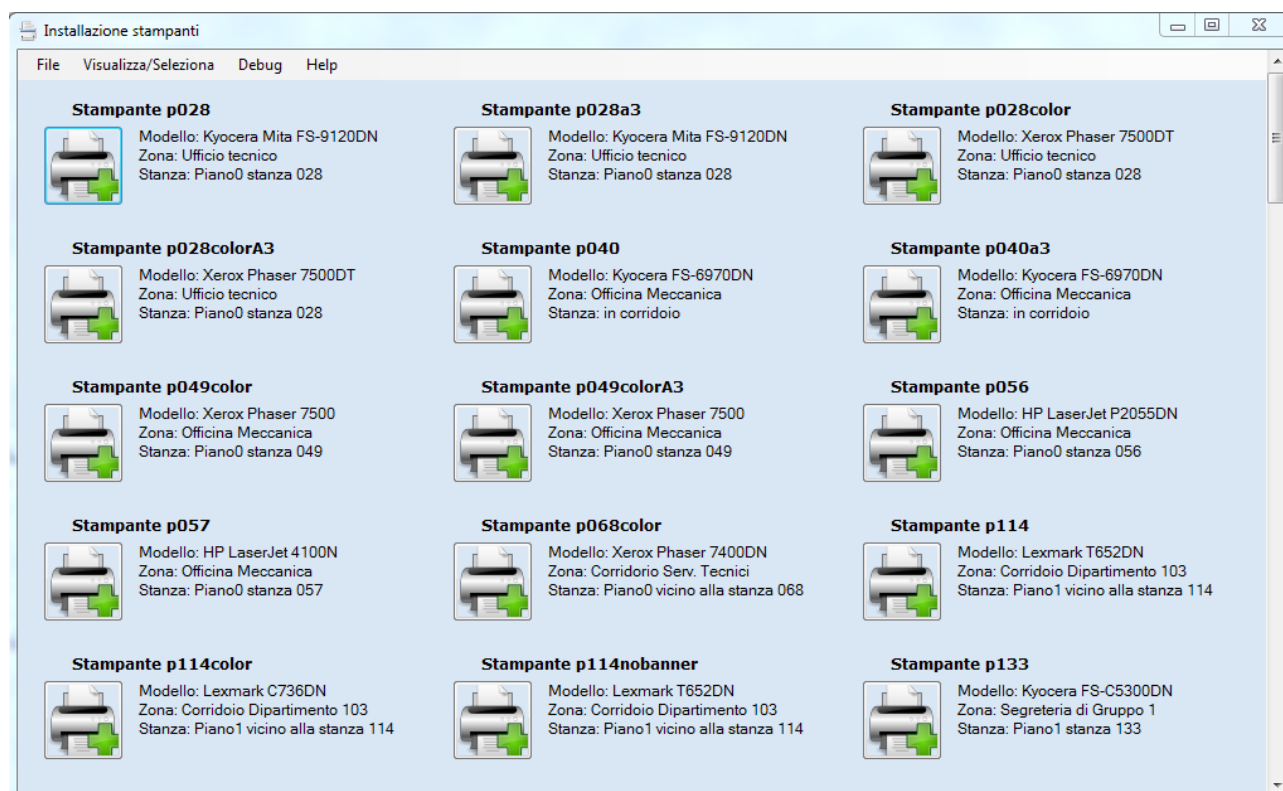 Installazione stampanti
File Visualizza/Seleziona Debug Help
Stampante p028
Modello: Kyocera Mita FS-9120DN
Zona: Ufficio tecnico
Stanza: Piano0 stanza 028
Stampante p028a3
Modello: Kyocera Mita FS-9120DN
Zona: Ufficio tecnico
Stanza: Piano0 stanza 028
Stampante p028color
Modello: Xerox Phaser 7500DT
Zona: Ufficio tecnico
Stanza: Piano0 stanza 028
Stampante p028colorA3
Modello: Xerox Phaser 7500DT
Zona: Ufficio tecnico
Stanza: Piano0 stanza 028
Stampante p040
Modello: Kyocera FS-6970DN
Zona: Officina Meccanica
Stanza: in corridoio
Stampante p040a3
Modello: Kyocera FS-6970DN
Zona: Officina Meccanica
Stanza: in corridoio
Stampante p049color
Modello: Xerox Phaser 7500
Zona: Officina Meccanica
Stanza: Piano0 stanza 049
Stampante p049colorA3
Modello: Xerox Phaser 7500
Zona: Officina Meccanica
Stanza: Piano0 stanza 049
Stampante p056
Modello: HP LaserJet P2055DN
Zona: Officina Meccanica
Stanza: Piano0 stanza 056
Stampante p057
Modello: HP LaserJet 4100N
Zona: Officina Meccanica
Stanza: Piano0 stanza 057
Stampante p068color
Modello: Xerox Phaser 7400DN
Zona: Corridorio Serv. Tecnici
Stanza: Piano0 vicino alla stanza 068
Stampante p114
Modello: Lexmark T652DN
Zona: Corridoio Dipartimento 103
Stanza: Piano1 vicino alla stanza 114
Stampante p114color
Modello: Lexmark C736DN
Zona: Corridoio Dipartimento 103
Stanza: Piano1 vicino alla stanza 114
Stampante p114nobanner
Modello: Lexmark T652DN
Zona: Corridoio Dipartimento 103
Stanza: Piano1 vicino alla stanza 114
Stampante p133
Modello: Kyocera FS-C5300DN
Zona: Segreteria di Gruppo 1
Stanza: Piano1 stanza 133